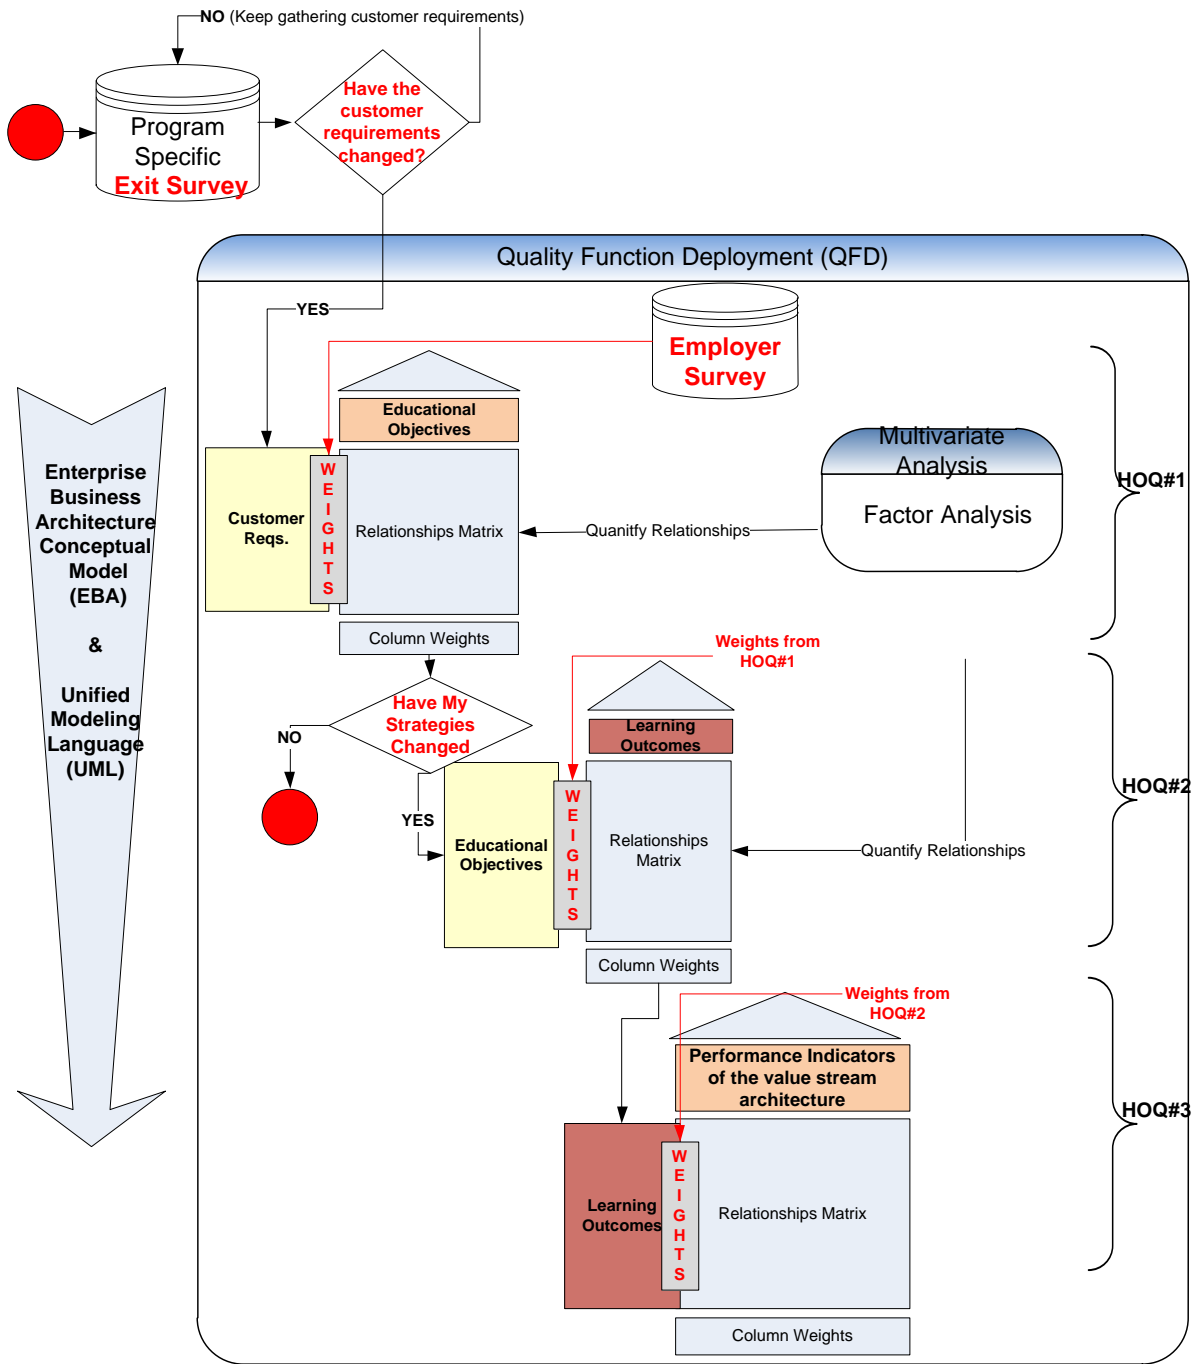 NO (Keep gathering customer requirements)
Have the
customer
requirements
changed?
Program
Specific
Exit Survey
Quality Function Deployment (QFD)
YES
Employer
Survey
Educational
Objectives
Multivariate
Analysis
Factor Analysis
HOQ#1
Enterprise
Business
Architecture
Conceptual
Model
(EBA)
&
Unified
Modeling
Language
(UML)
Customer
Reqs.
W
E
I
G
H
T
S
Relationships Matrix
Quanitfy Relationships
Column Weights
Weights from
HOQ#1
Have My
Strategies
Changed
NO
YES
Learning
Outcomes
HOQ#2
Educational
Objectives
W
E
I
G
H
T
S
Relationships
Matrix
Quantify Relationships
Column Weights
Weights from
HOQ#2
Performance Indicators
of the value stream
architecture
HOQ#3
Learning
Outcomes
W
E
I
G
H
T
S
Relationships Matrix
Column Weights